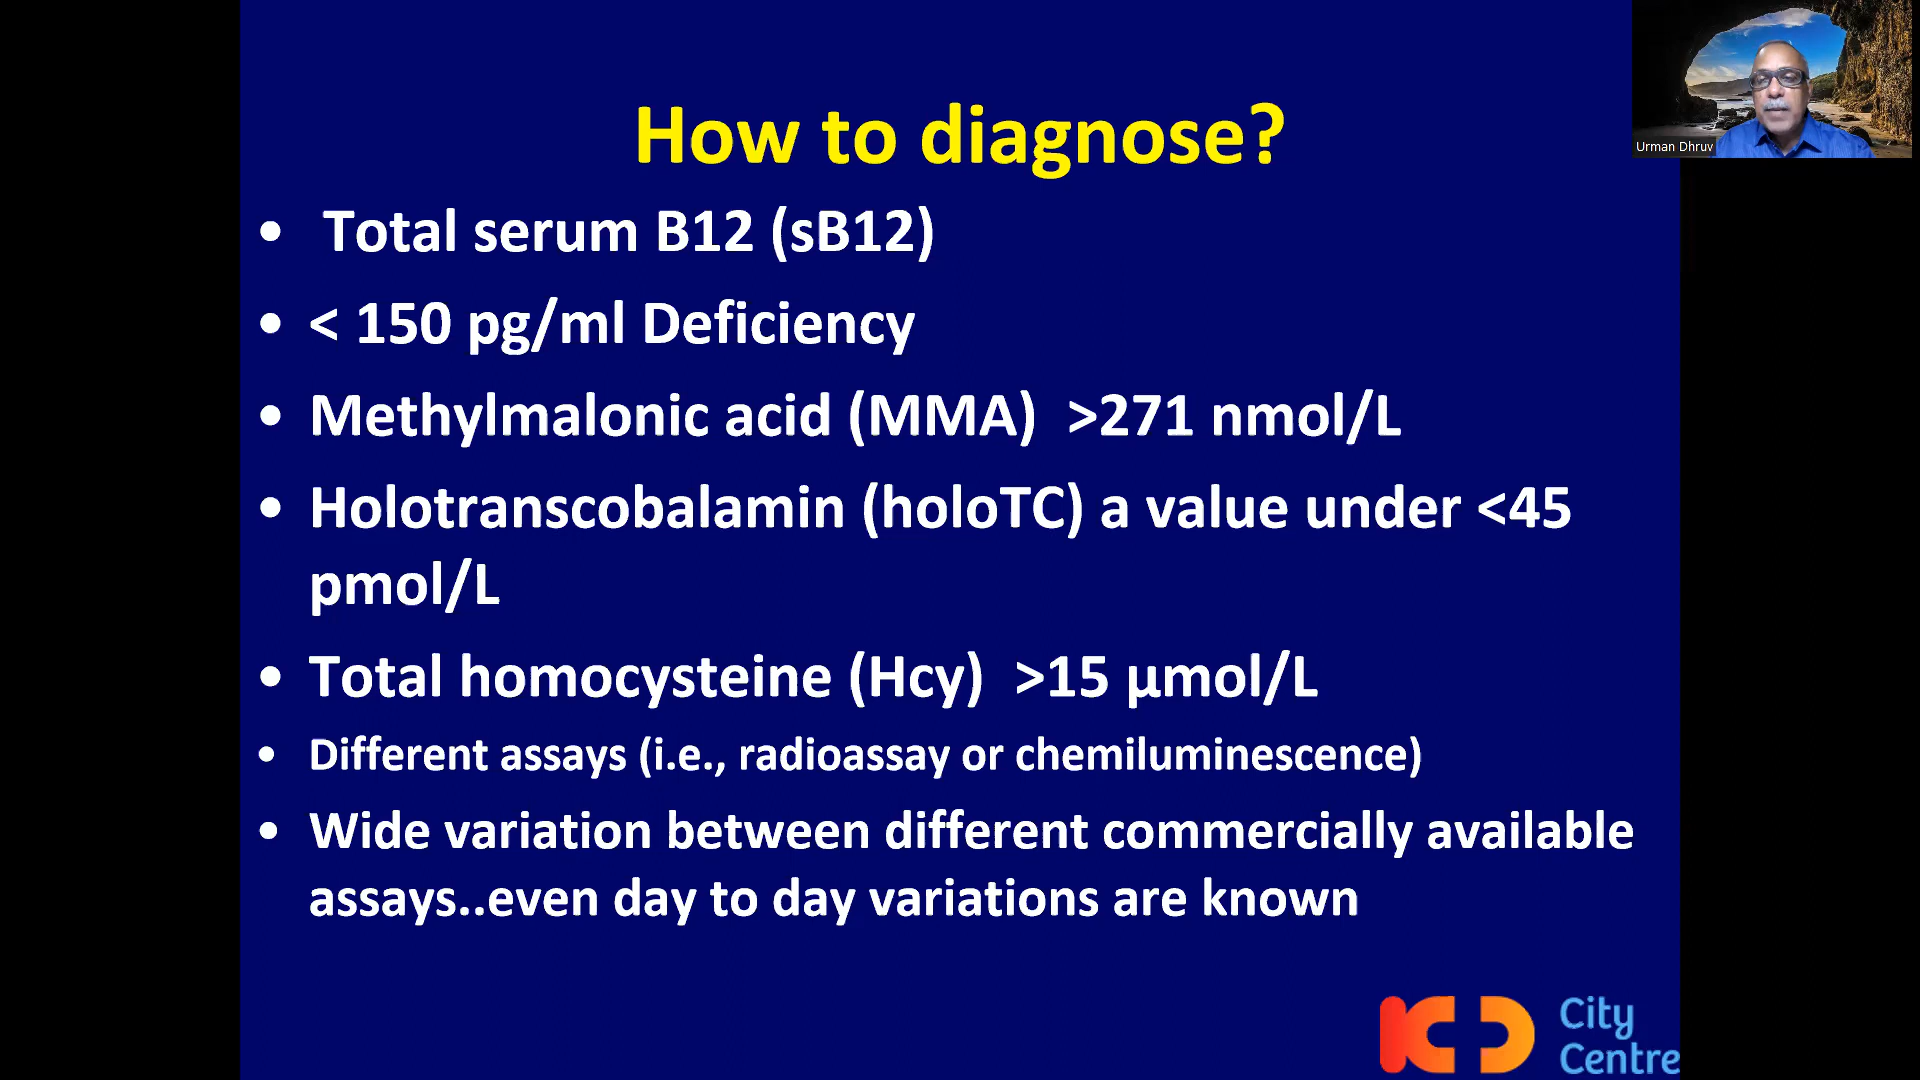 How to diagnose?
Urman Dhruv
• Total serum B12 (sB12)
• < 150 pg/ml Deficiency
• Methylmalonic acid (MMA) >271 nmol/L
• Holotranscobalamin (holoTC) a value under <45
pmol/L
• Total homocysteine (Hcy) >15 µmol/L
• Different assays (i.e., radioassay or chemiluminescence)
• Wide variation between different commercially available
assays..even day to day variations are known
KD City
Centre